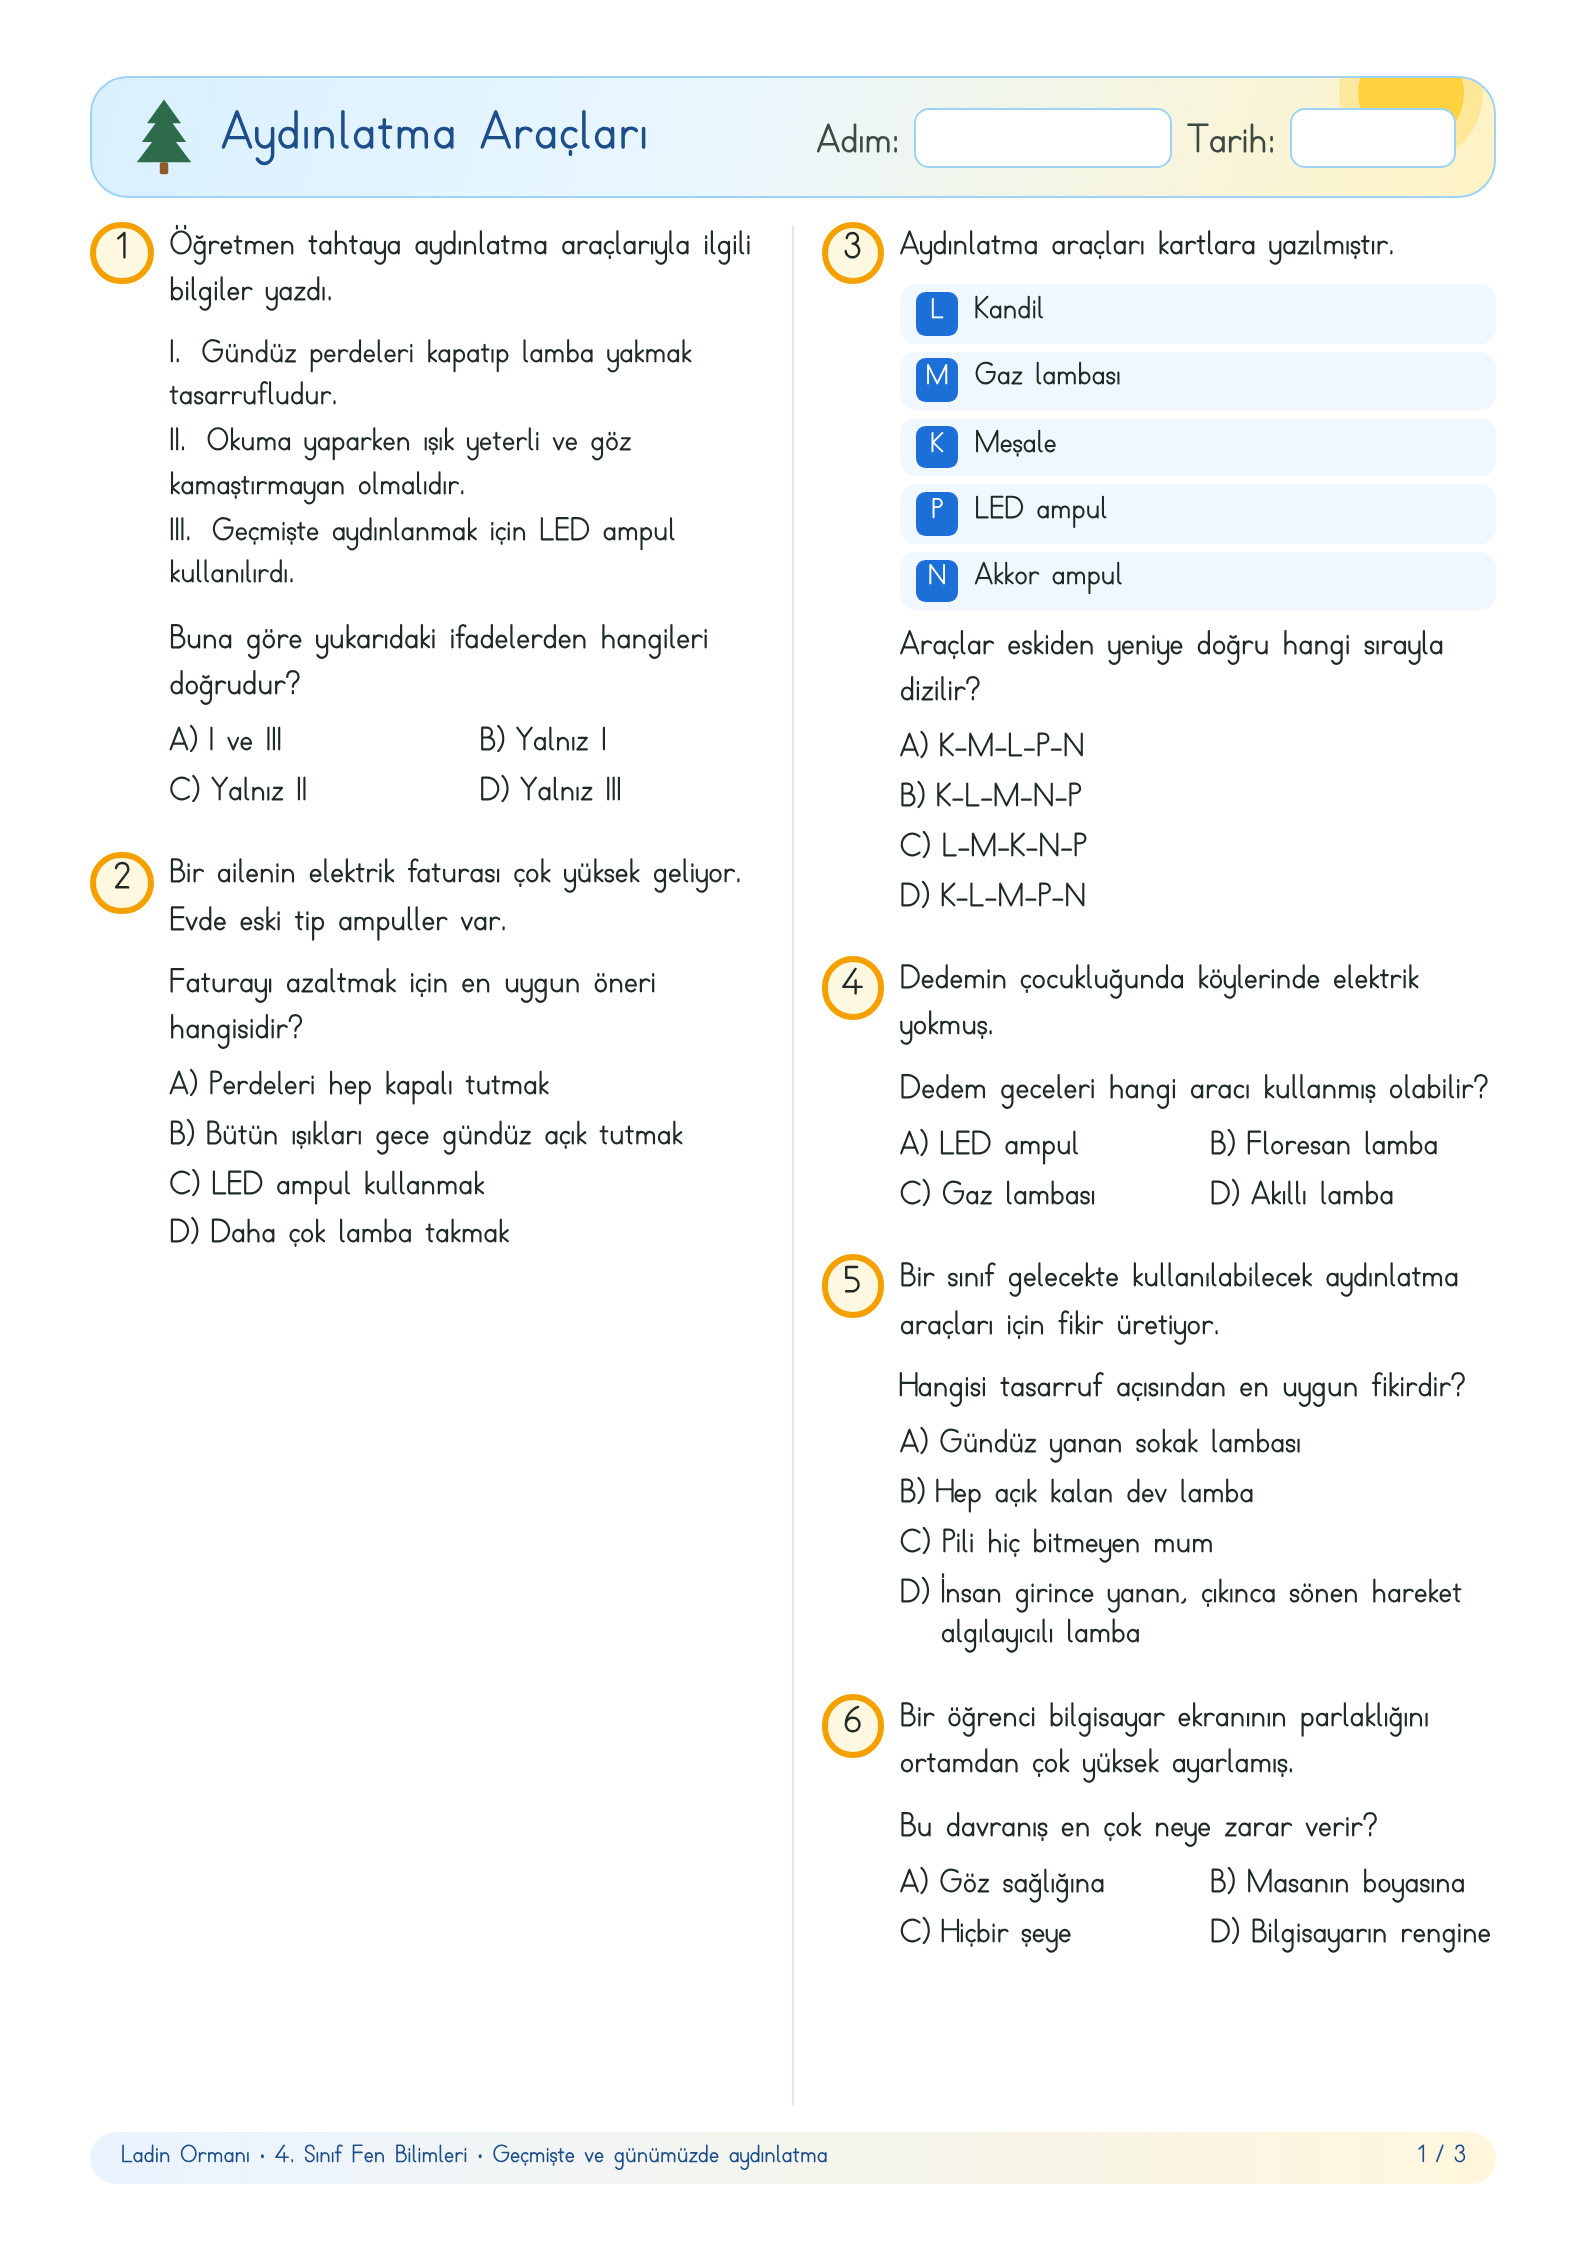 Aydınlatma Araçları
Adım:
Tarih:
1
Öğretmen tahtaya aydınlatma araçlarıyla ilgili
bilgiler yazdı.
I. Gündüz perdeleri kapatıp lamba yakmak
tasarrufludur.
II. Okuma yaparken ışık yeterli ve göz
kamaştırmayan olmalıdır.
III. Geçmişte aydınlanmak için LED ampul
kullanılırdı.
Buna göre yukarıdaki ifadelerden hangileri
doğrudur?
A) I ve III
B) Yalnız I
C) Yalnız II
D) Yalnız III
2
Bir ailenin elektrik faturası çok yüksek geliyor.
Evde eski tip ampuller var.
Faturayı azaltmak için en uygun öneri
hangisidir?
A) Perdeleri hep kapalı tutmak
B) Bütün ışıkları gece gündüz açık tutmak
C) LED ampul kullanmak
D) Daha çok lamba takmak
3
Aydınlatma araçları kartlara yazılmıştır.
L Kandil
M Gaz lambası
K Meşale
P LED ampul
N Akkor ampul
Araçlar eskiden yeniye doğru hangi sırayla
dizilir?
A) K-M-L-P-N
B) K-L-M-N-P
C) L-M-K-N-P
D) K-L-M-P-N
4
Dedemin çocukluğunda köylerinde elektrik
yokmuş.
Dedem geceleri hangi aracı kullanmış olabilir?
A) LED ampul
B) Floresan lamba
C) Gaz lambası
D) Akıllı lamba
5
Bir sınıf gelecekte kullanılabilecek aydınlatma
araçları için fikir üretiyor.
Hangisi tasarruf açısından en uygun fikirdir?
A) Gündüz yanan sokak lambası
B) Hep açık kalan dev lamba
C) Pili hiç bitmeyen mum
D) İnsan girince yanan, çıkınca sönen hareket
algılayıcılı lamba
6
Bir öğrenci bilgisayar ekranının parlaklığını
ortamdan çok yüksek ayarlamış.
Bu davranış en çok neye zarar verir?
A) Göz sağlığına
B) Masanın boyasına
C) Hiçbir şeye
D) Bilgisayarın rengine
Ladin Ormanı • 4. Sınıf Fen Bilimleri • Geçmişte ve günümüzde aydınlatma
1 / 3